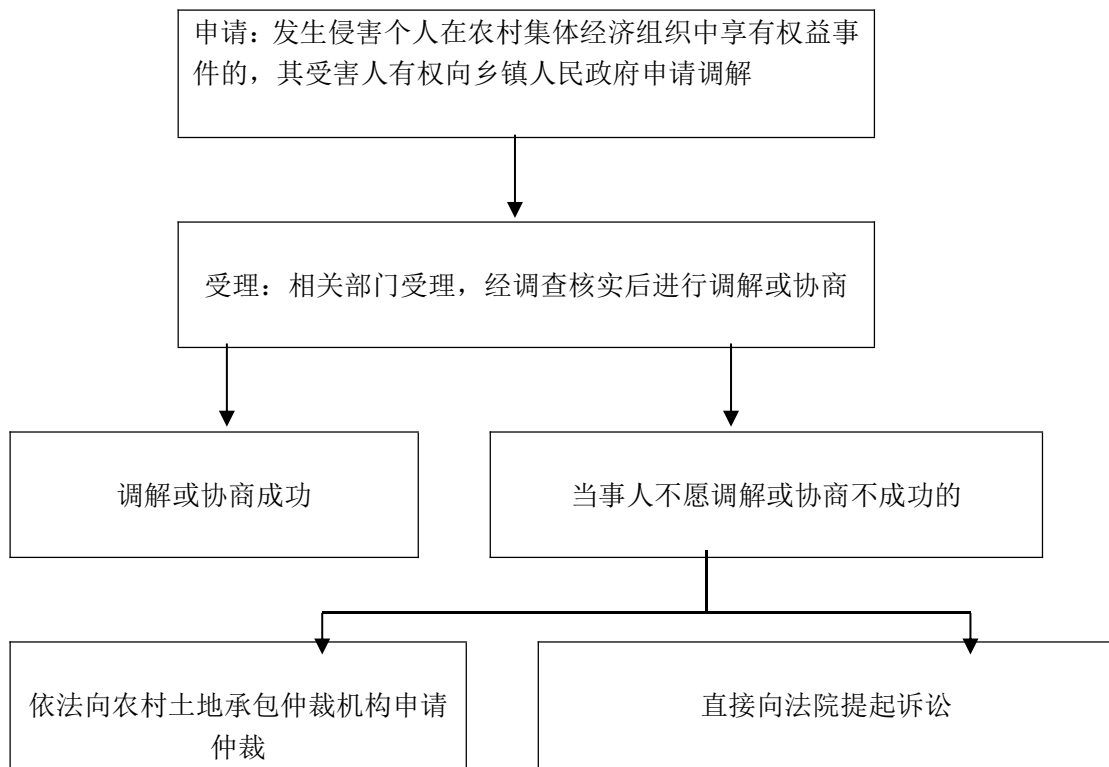 申请：发生侵害个人在农村集体经济组织中享有权益事
件的，其受害人有权向乡镇人民政府申请调解
受理：相关部门受理，经调查核实后进行调解或协商
调解或协商成功
当事人不愿调解或协商不成功的
依法向农村土地承包仲裁机构申请
仲裁
直接向法院提起诉讼